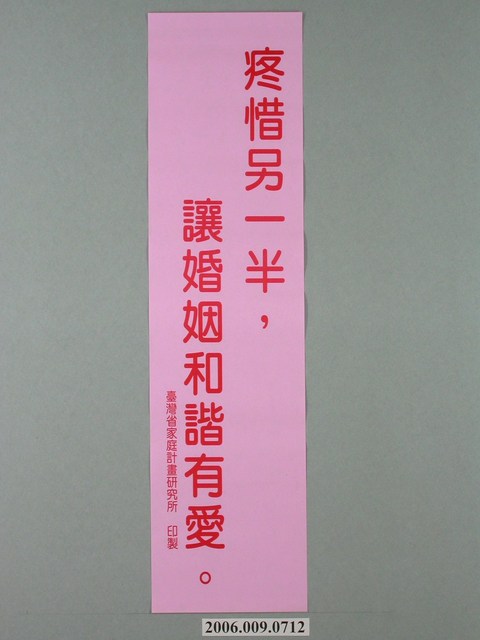 疼惜另一半，
讓婚姻和諧有愛。
臺灣省家庭計畫研究所 印製
2006.009.0712